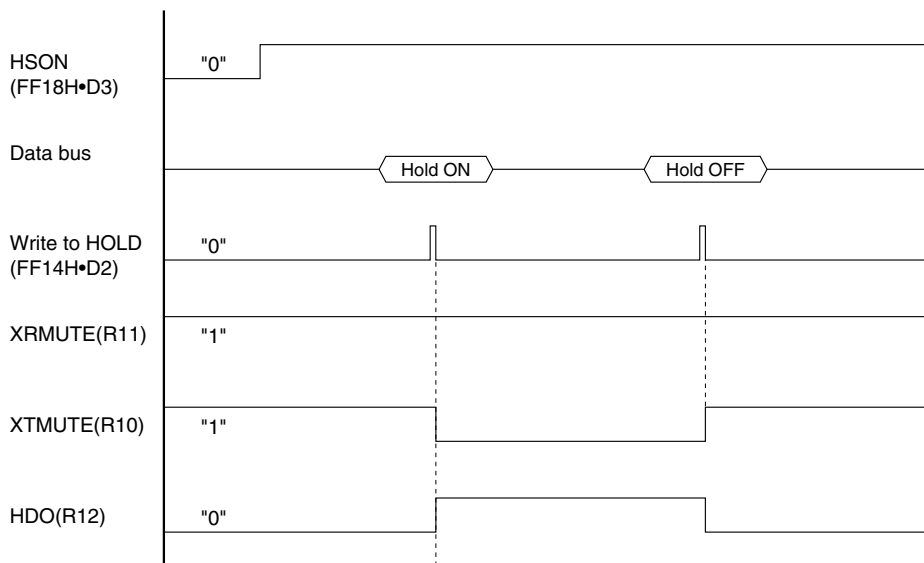 HSON "0"
(FF18H•D3)
Data bus Hold ON Hold OFF
Write to HOLD "0"
(FF14H•D2)
XRMUTE(R11) "1"
XTMUTE(R10) "1"
HDO(R12) "0"